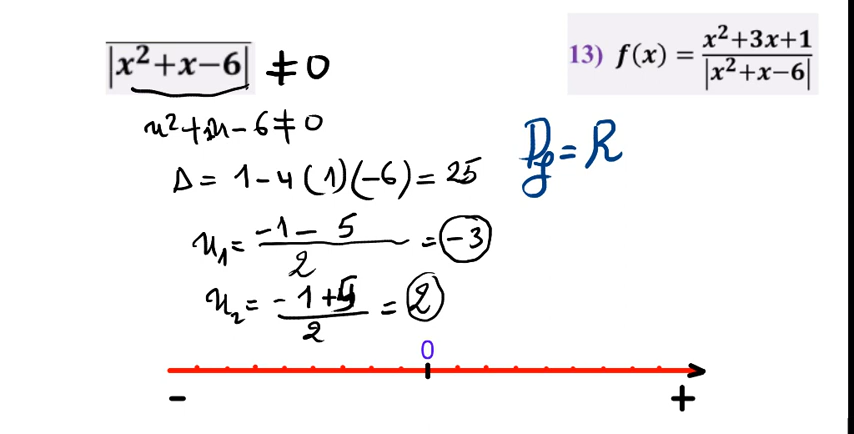 |x²+x−6| ≠ 0
13) f(x) = (x²+3x+1)/|x²+x−6|
x²+x−6≠0
Δ = 1−4(1)(−6) = 25
x₁ = (−1−5)/2 = −3
x₂ = (−1+5)/2 = 2
Df = R
0
- +